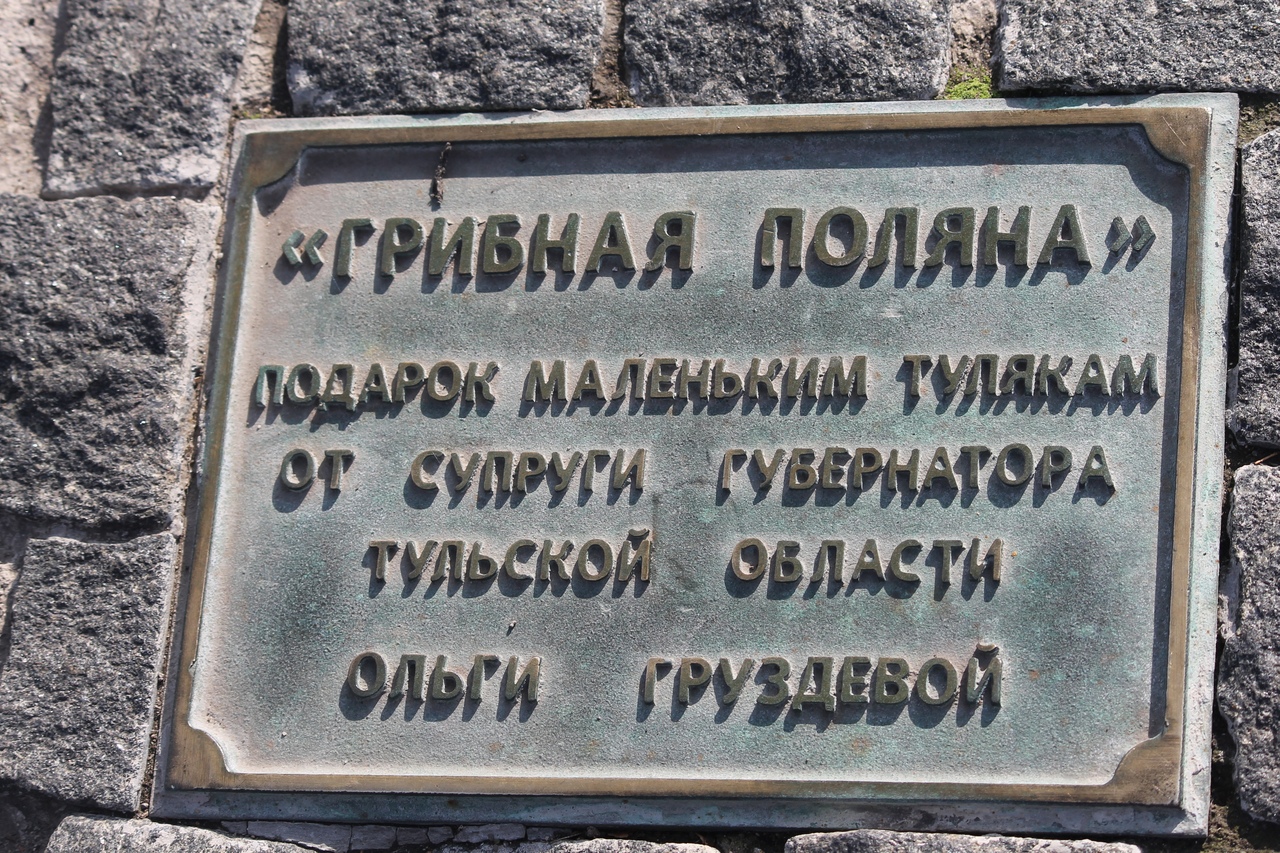 «ГРИБНАЯ ПОЛЯНА»
ПОДАРОК МАЛЕНЬКИМ ТУЛЯКАМ
ОТ СУПРУГИ ГУБЕРНАТОРА
ТУЛЬСКОЙ ОБЛАСТИ
ОЛЬГИ ГРУЗДЕВОЙ